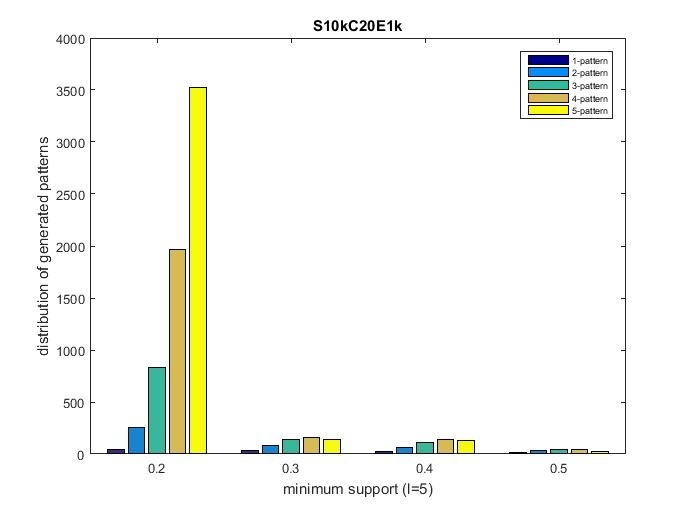 S10kC20E1k
4000
3500
3000
2500
2000
1500
1000
500
0
distribution of generated patterns
1-pattern
2-pattern
3-pattern
4-pattern
5-pattern
0.2 0.3 0.4 0.5
minimum support (l=5)